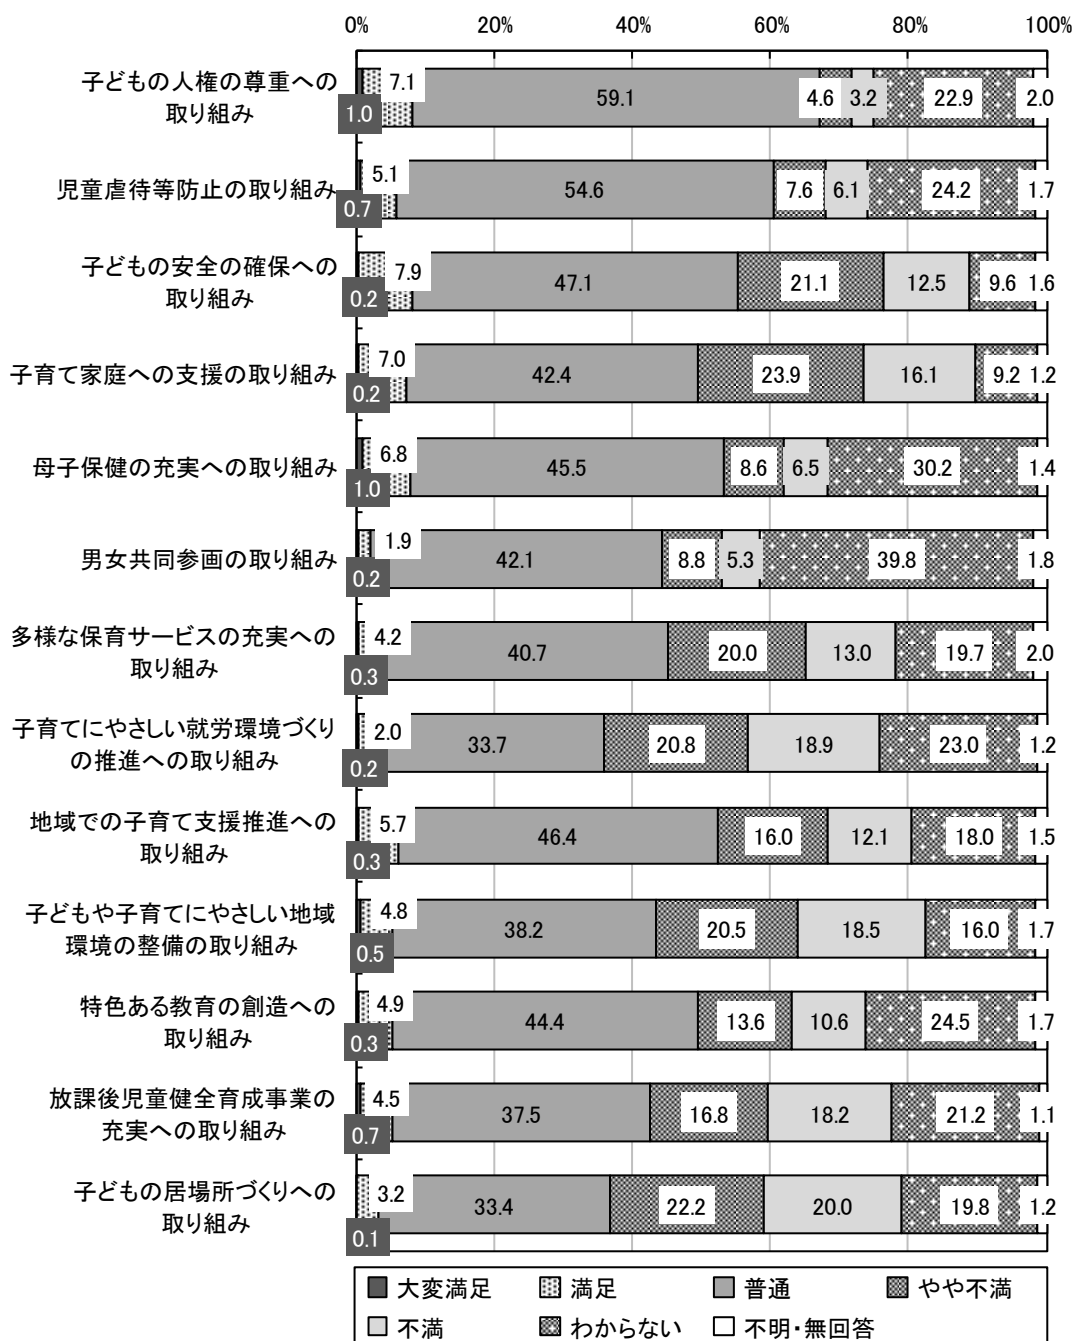 0% 20% 40% 60% 80% 100%
子どもの人権の尊重への
取り組み
1.0 7.1 59.1 4.6 3.2 22.9 2.0
児童虐待等防止の取り組み
0.7 5.1 54.6 7.6 6.1 24.2 1.7
子どもの安全の確保への
取り組み
0.2 7.9 47.1 21.1 12.5 9.6 1.6
子育て家庭への支援の取り組み
0.2 7.0 42.4 23.9 16.1 9.2 1.2
母子保健の充実への取り組み
1.0 6.8 45.5 8.6 6.5 30.2 1.4
男女共同参画の取り組み
0.2 1.9 42.1 8.8 5.3 39.8 1.8
多様な保育サービスの充実への
取り組み
0.3 4.2 40.7 20.0 13.0 19.7 2.0
子育てにやさしい就労環境づくり
の推進への取り組み
0.2 2.0 33.7 20.8 18.9 23.0 1.2
地域での子育て支援推進への
取り組み
0.3 5.7 46.4 16.0 12.1 18.0 1.5
子どもや子育てにやさしい地域
環境の整備の取り組み
0.5 4.8 38.2 20.5 18.5 16.0 1.7
特色ある教育の創造への
取り組み
0.3 4.9 44.4 13.6 10.6 24.5 1.7
放課後児童健全育成事業の
充実への取り組み
0.7 4.5 37.5 16.8 18.2 21.2 1.1
子どもの居場所づくりへの
取り組み
0.1 3.2 33.4 22.2 20.0 19.8 1.2
大変満足 満足 普通 やや不満
不満 わからない 不明・無回答